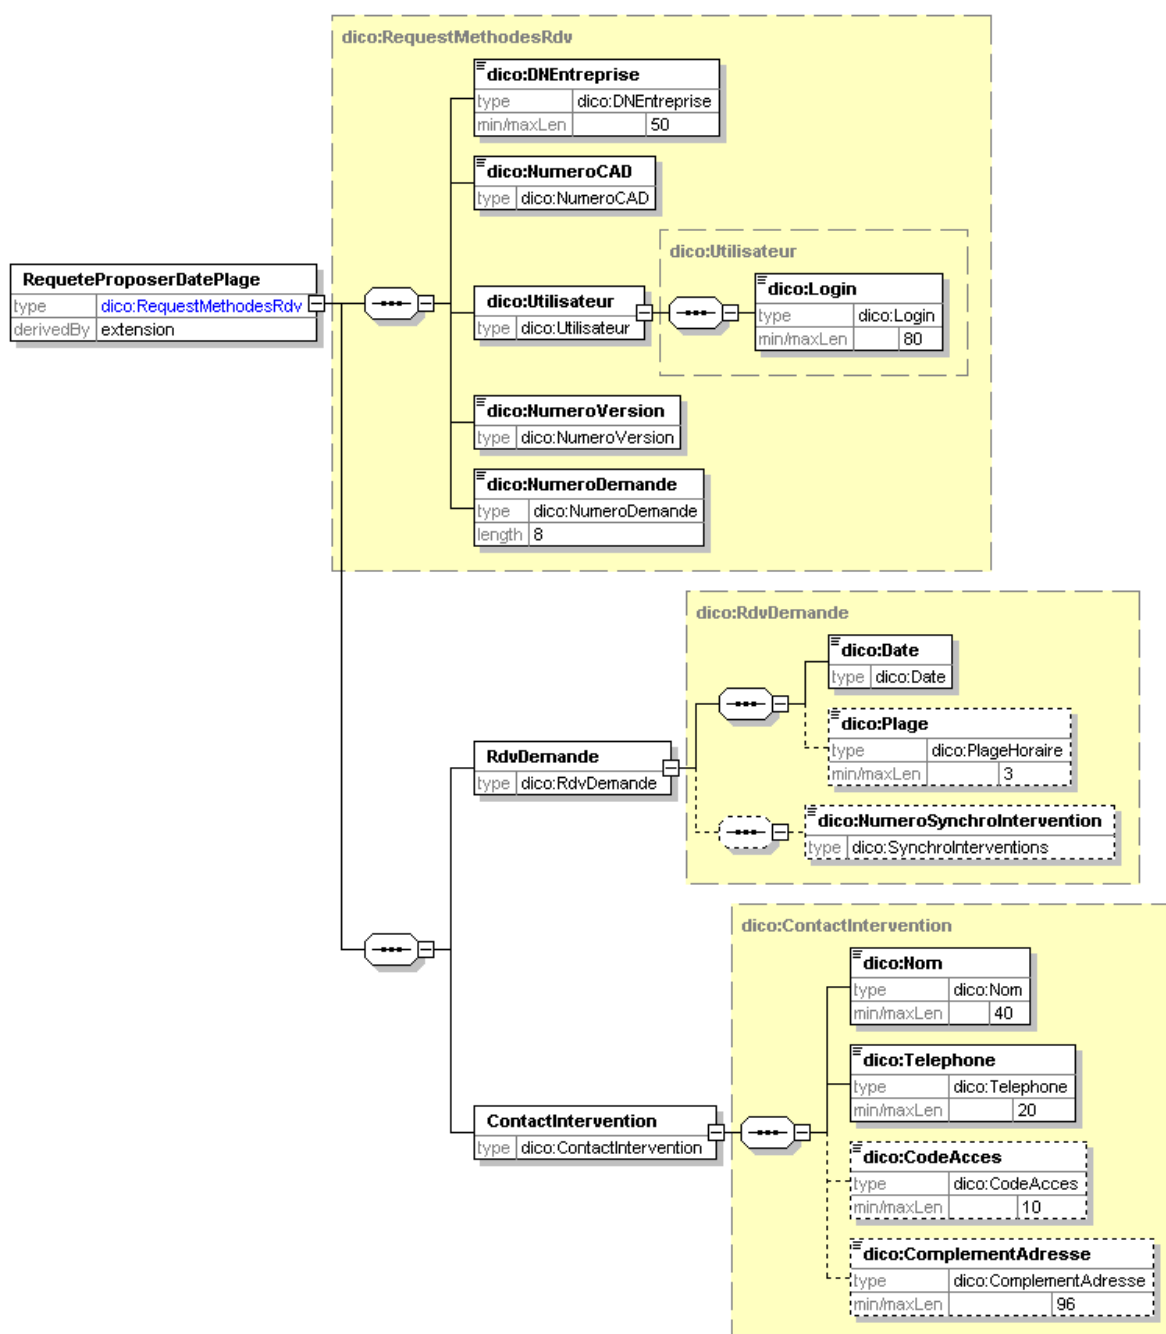 dico:RequestMethodesRdv
dico:DNEntreprise
type dico:DNEntreprise
min/maxLen 50
dico:NumeroCAD
type dico:NumeroCAD
dico:Utilisateur
RequeteProposerDatePlage
type dico:RequestMethodesRdv
derivedBy extension
dico:Utilisateur
type dico:Utilisateur
dico:Login
type dico:Login
min/maxLen 80
dico:NumeroVersion
type dico:NumeroVersion
dico:NumeroDemande
type dico:NumeroDemande
length 8
dico:RdvDemande
dico:Date
type dico:Date
dico:Plage
type dico:PlageHoraire
min/maxLen 3
RdvDemande
type dico:RdvDemande
dico:NumeroSynchroIntervention
type dico:SynchroInterventions
dico:ContactIntervention
dico:Nom
type dico:Nom
min/maxLen 40
dico:Telephone
type dico:Telephone
min/maxLen 20
ContactIntervention
type dico:ContactIntervention
dico:CodeAcces
type dico:CodeAcces
min/maxLen 10
dico:ComplementAdresse
type dico:ComplementAdresse
min/maxLen 96